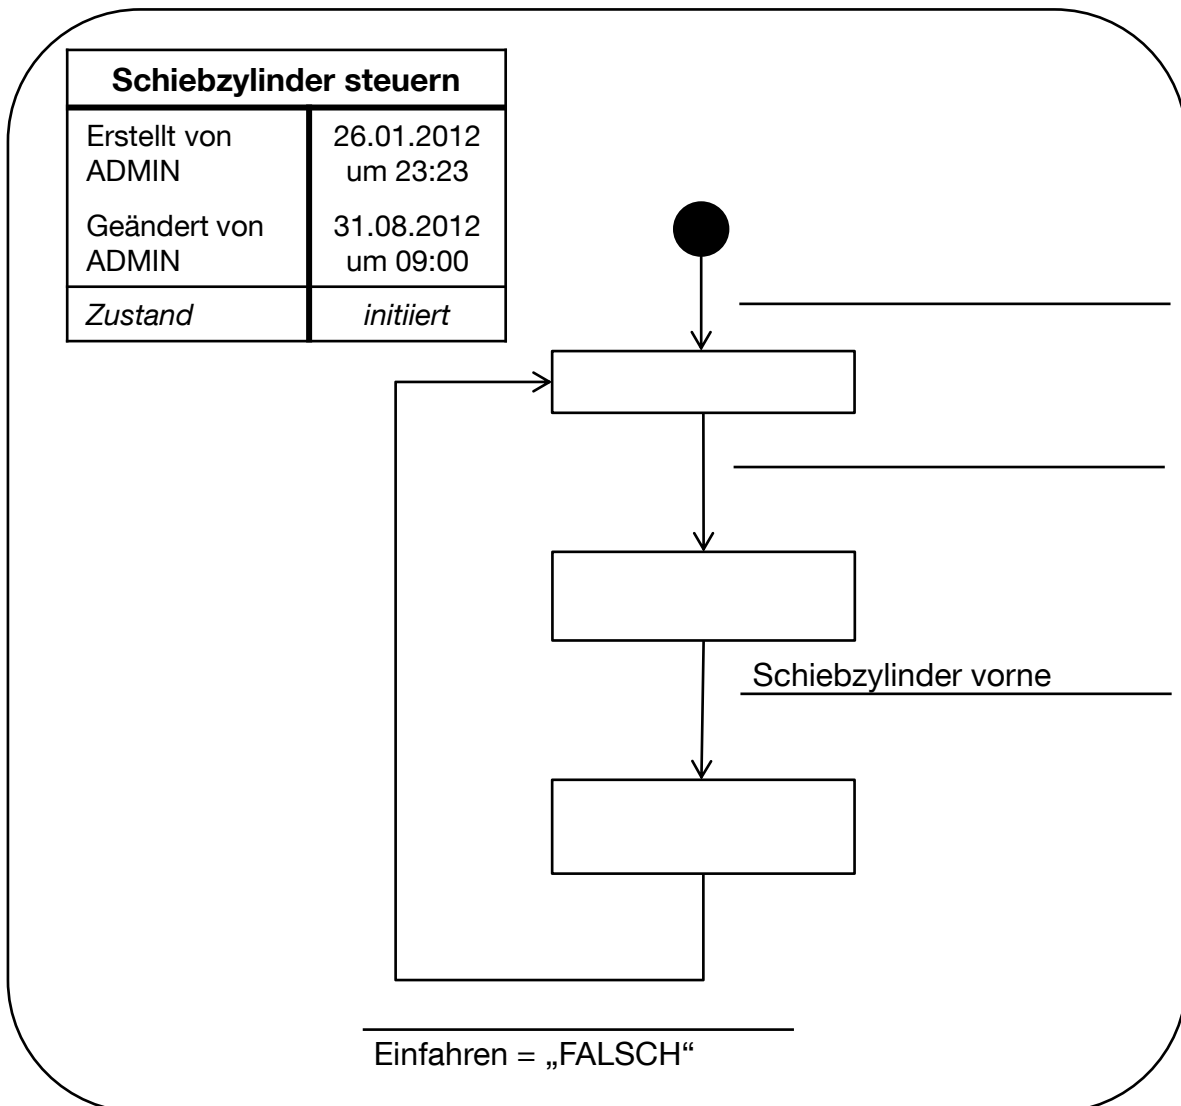 Schiebzylinder steuern
Erstellt von
ADMIN
26.01.2012
um 23:23
Geändert von
ADMIN
31.08.2012
um 09:00
Zustand
initiiert
Schiebzylinder vorne
Einfahren = „FALSCH“